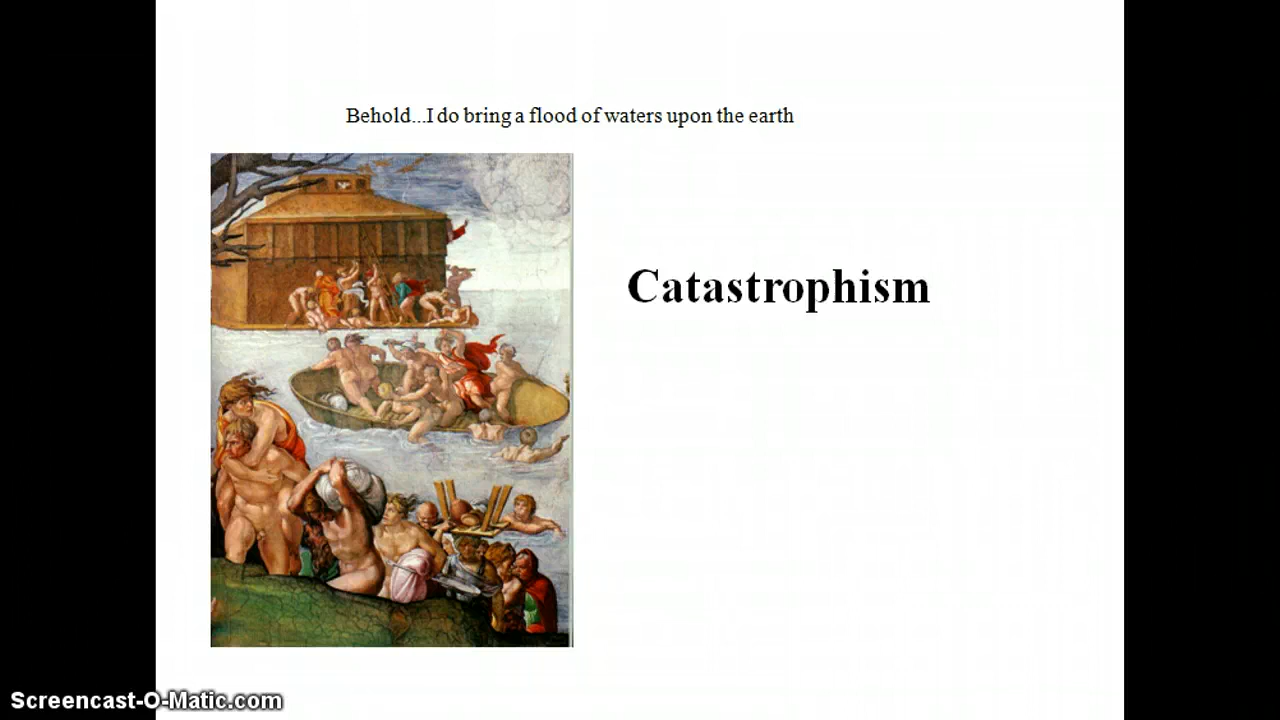 Behold...I do bring a flood of waters upon the earth
Catastrophism
Screencast-O-Matic.com